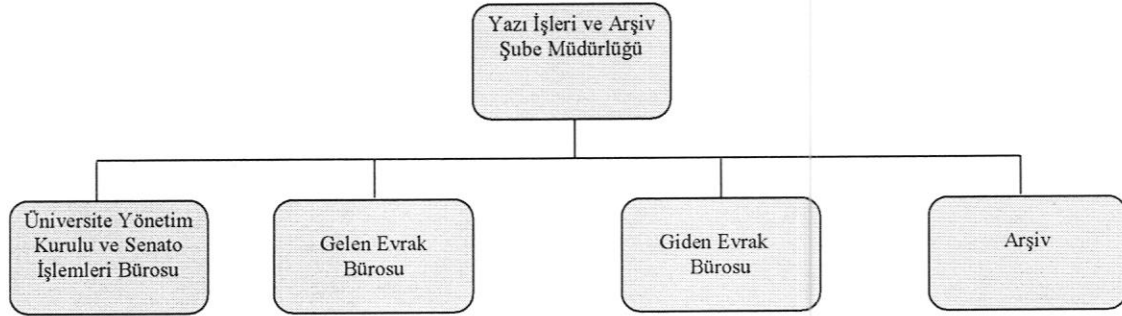 Yazı İşleri ve Arşiv
Şube Müdürlüğü
Üniversite Yönetim
Kurulu ve Senato
İşlemleri Bürosu
Gelen Evrak
Bürosu
Giden Evrak
Bürosu
Arşiv